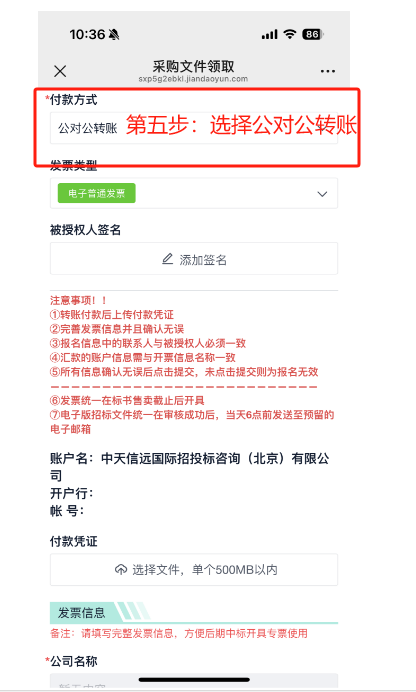 10:36
86
采购文件领取
sxp5g2ebkl.jiandaoyun.com
*付款方式
公对公转账
第五步：选择公对公转账
发票类型
电子普通发票
被授权人签名
添加签名
注意事项！！
①转账付款后上传付款凭证
②完善发票信息并且确认无误
③报名信息中的联系人与被授权人必须一致
④汇款的账户信息需与开票信息名称一致
⑤所有信息确认无误后点击提交，未点击提交则为报名无效
－－－－－－－－－－－－－－－－－－－－－－－－－－
⑥发票统一在标书售卖截止后开具
⑦电子版招标文件统一在审核成功后，当天6点前发送至预留的
电子邮箱
账户名：中天信远国际招投标咨询（北京）有限公
司
开户行：
帐 号：
付款凭证
选择文件，单个500MB以内
发票信息
备注：请填写完整发票信息，方便后期中标开具专票使用
*公司名称
暂无内容